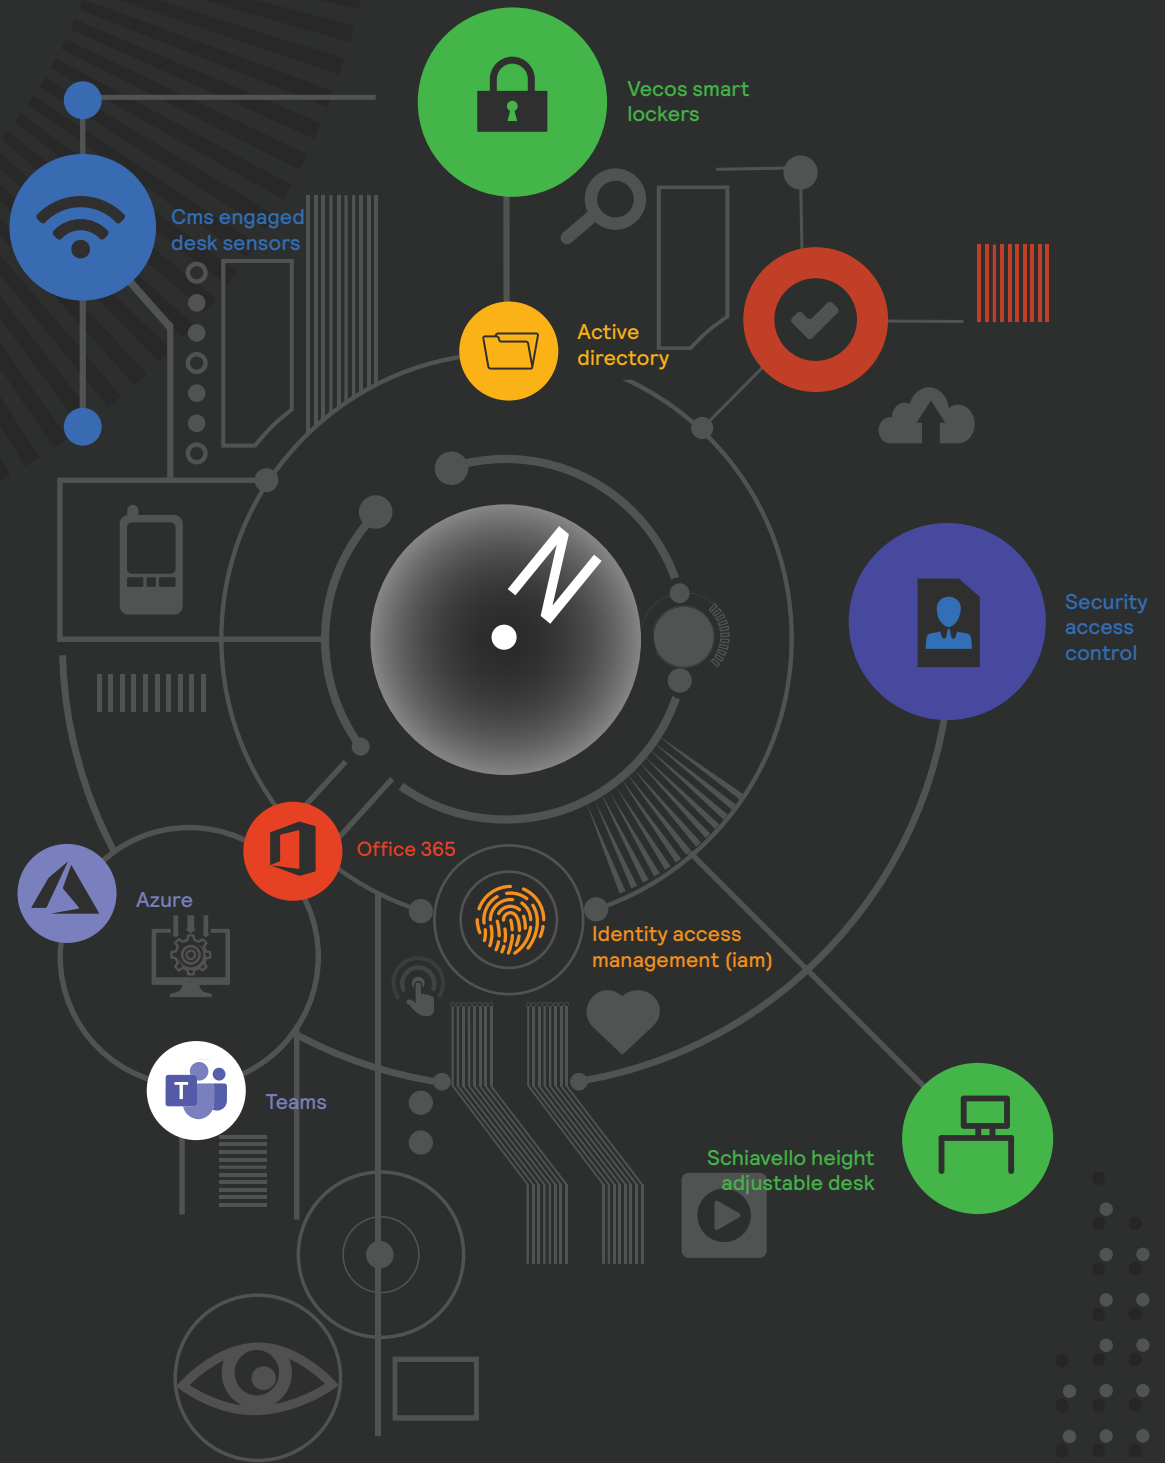 Vecos smart
lockers
Cms engaged
desk sensors
Active
directory
N
Security
access
control
Office 365
Azure
Identity access
management (iam)
T
Teams
Schiavello height
adjustable desk